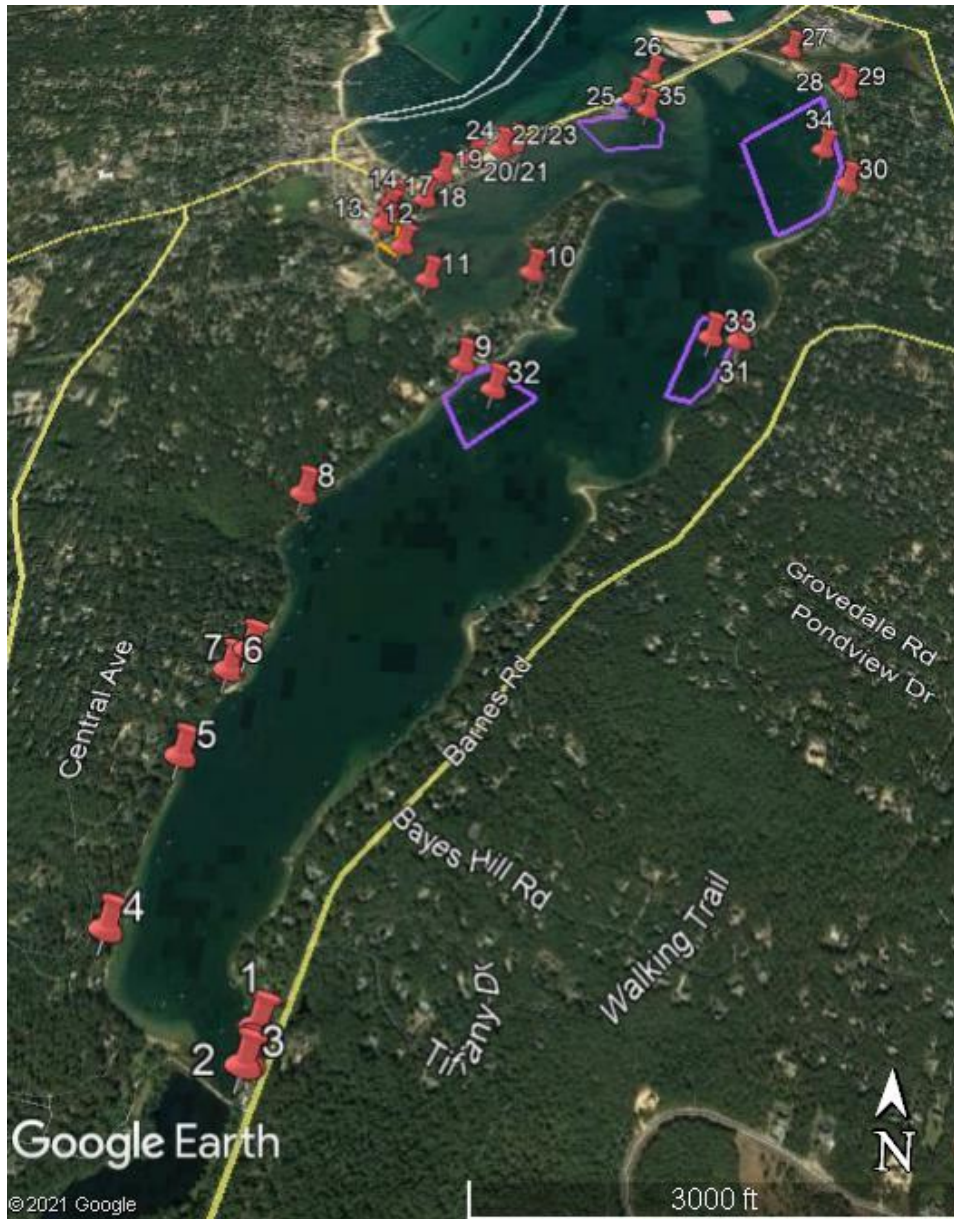 26
27
25
35
28
29
24
22/23
34
19
20/21
30
14
17
18
13
12
11
10
9
33
32
31
8
Grovedale Rd
Pondview Dr
7
6
Central Ave
5
Barnes Rd
Bayes Hill Rd
4
Walking Trail
1
Tiffany Dr
3
2
N
Google Earth
3000 ft
©2021 Google